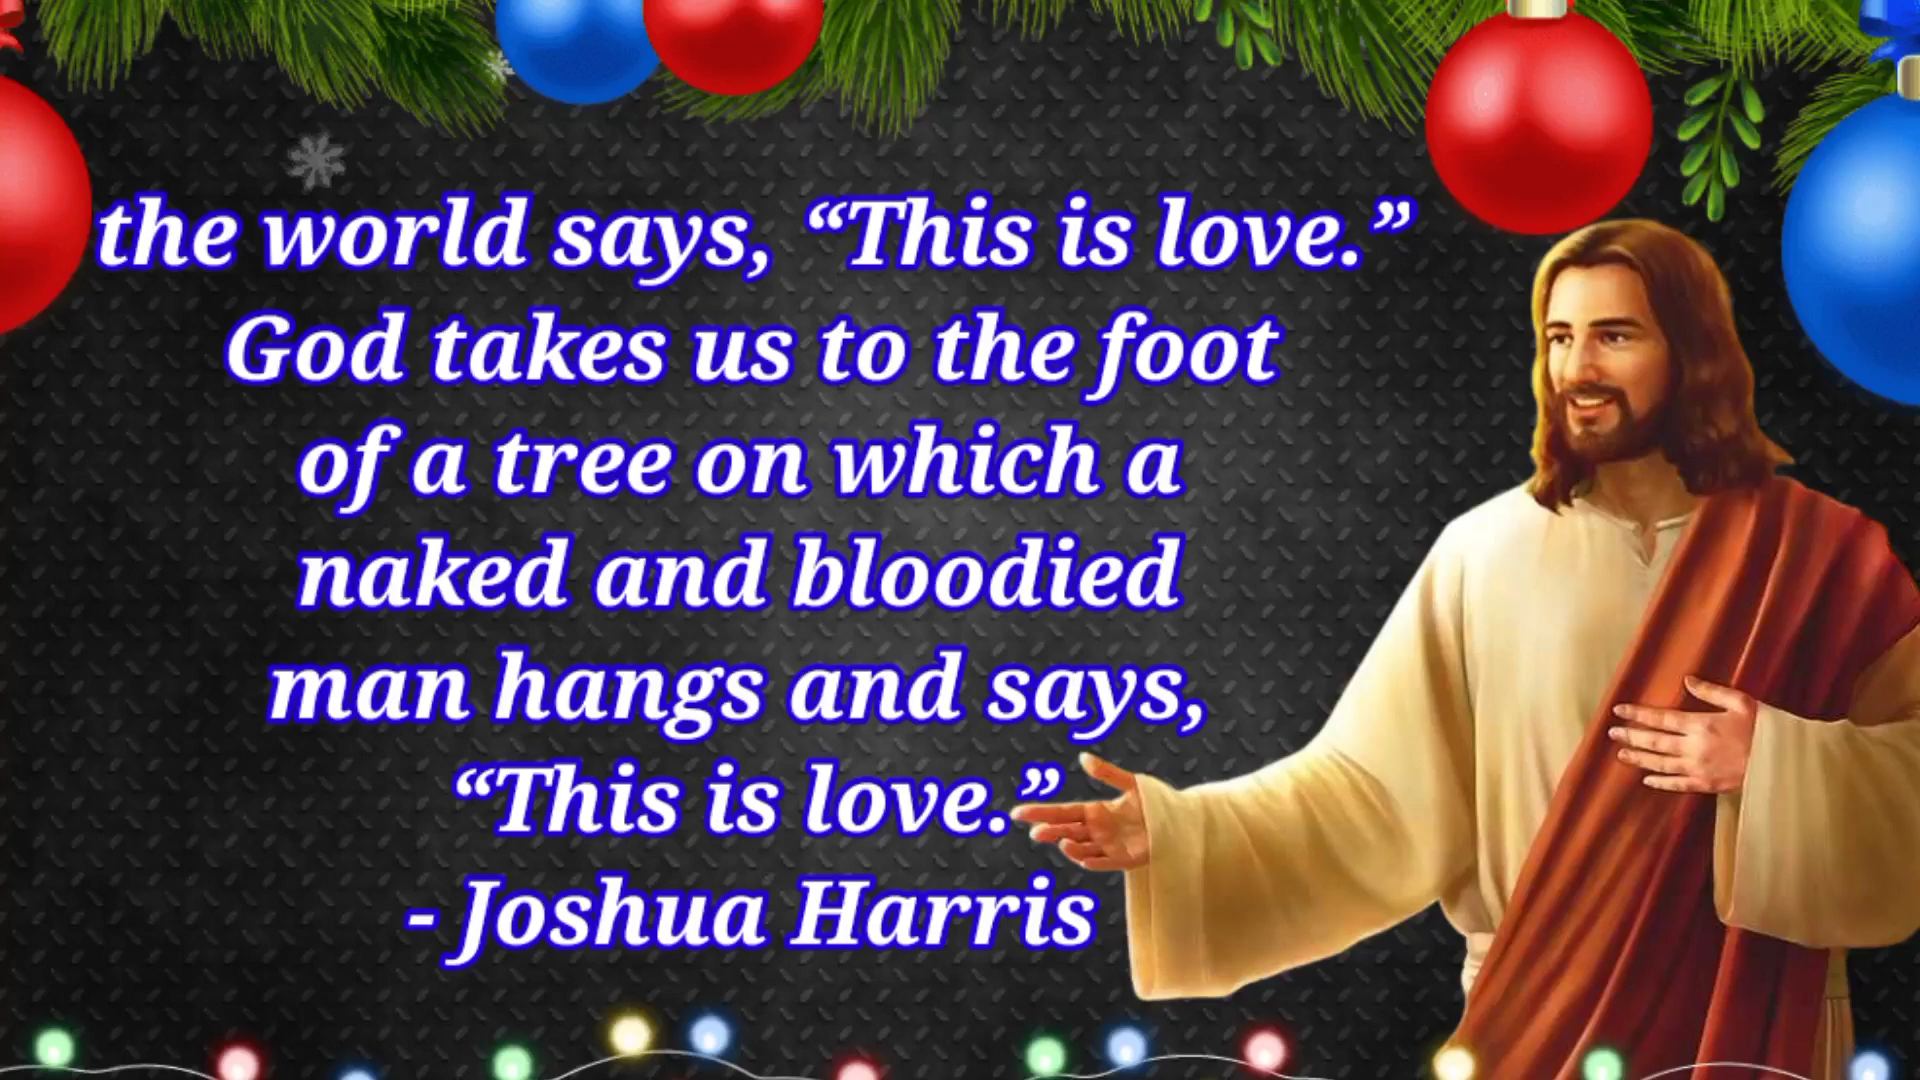 the world says, “This is love.”
God takes us to the foot
of a tree on which a
naked and bloodied
man hangs and says,
“This is love.”
- Joshua Harris